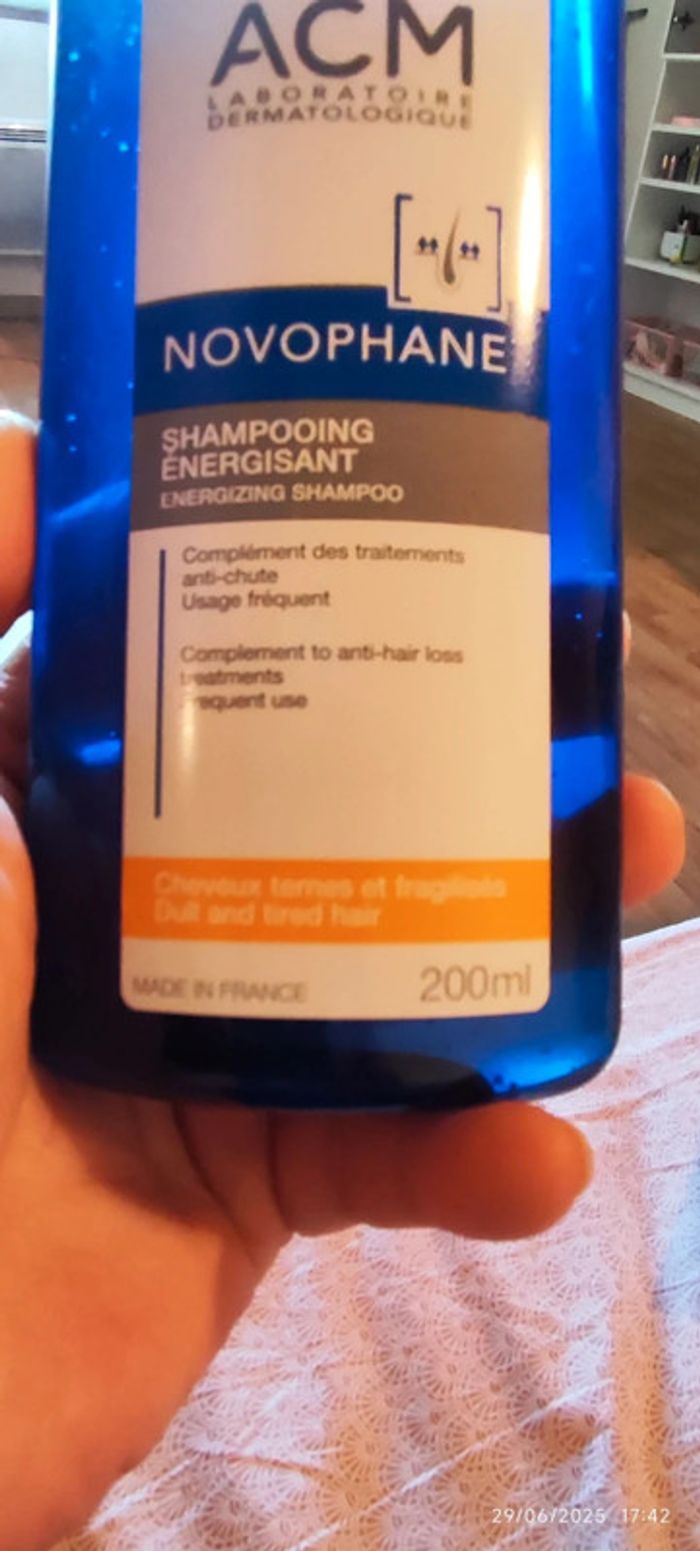 ACM
LABORATOIRE
DERMATOLOGIQUE
NOVOPHANE
SHAMPOOING
ÉNERGISANT
ENERGIZING SHAMPOO
Complément des traitements
anti-chute
Usage fréquent
Complement to anti-hair loss
treatments
Frequent use
Cheveux ternes et fragilisés
Dull and tired hair
MADE IN FRANCE
200ml
29/06/2025 17:42